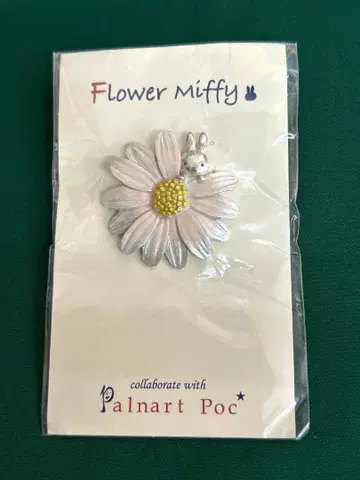 Flower Miffy
collaborate with
Palnart Poc